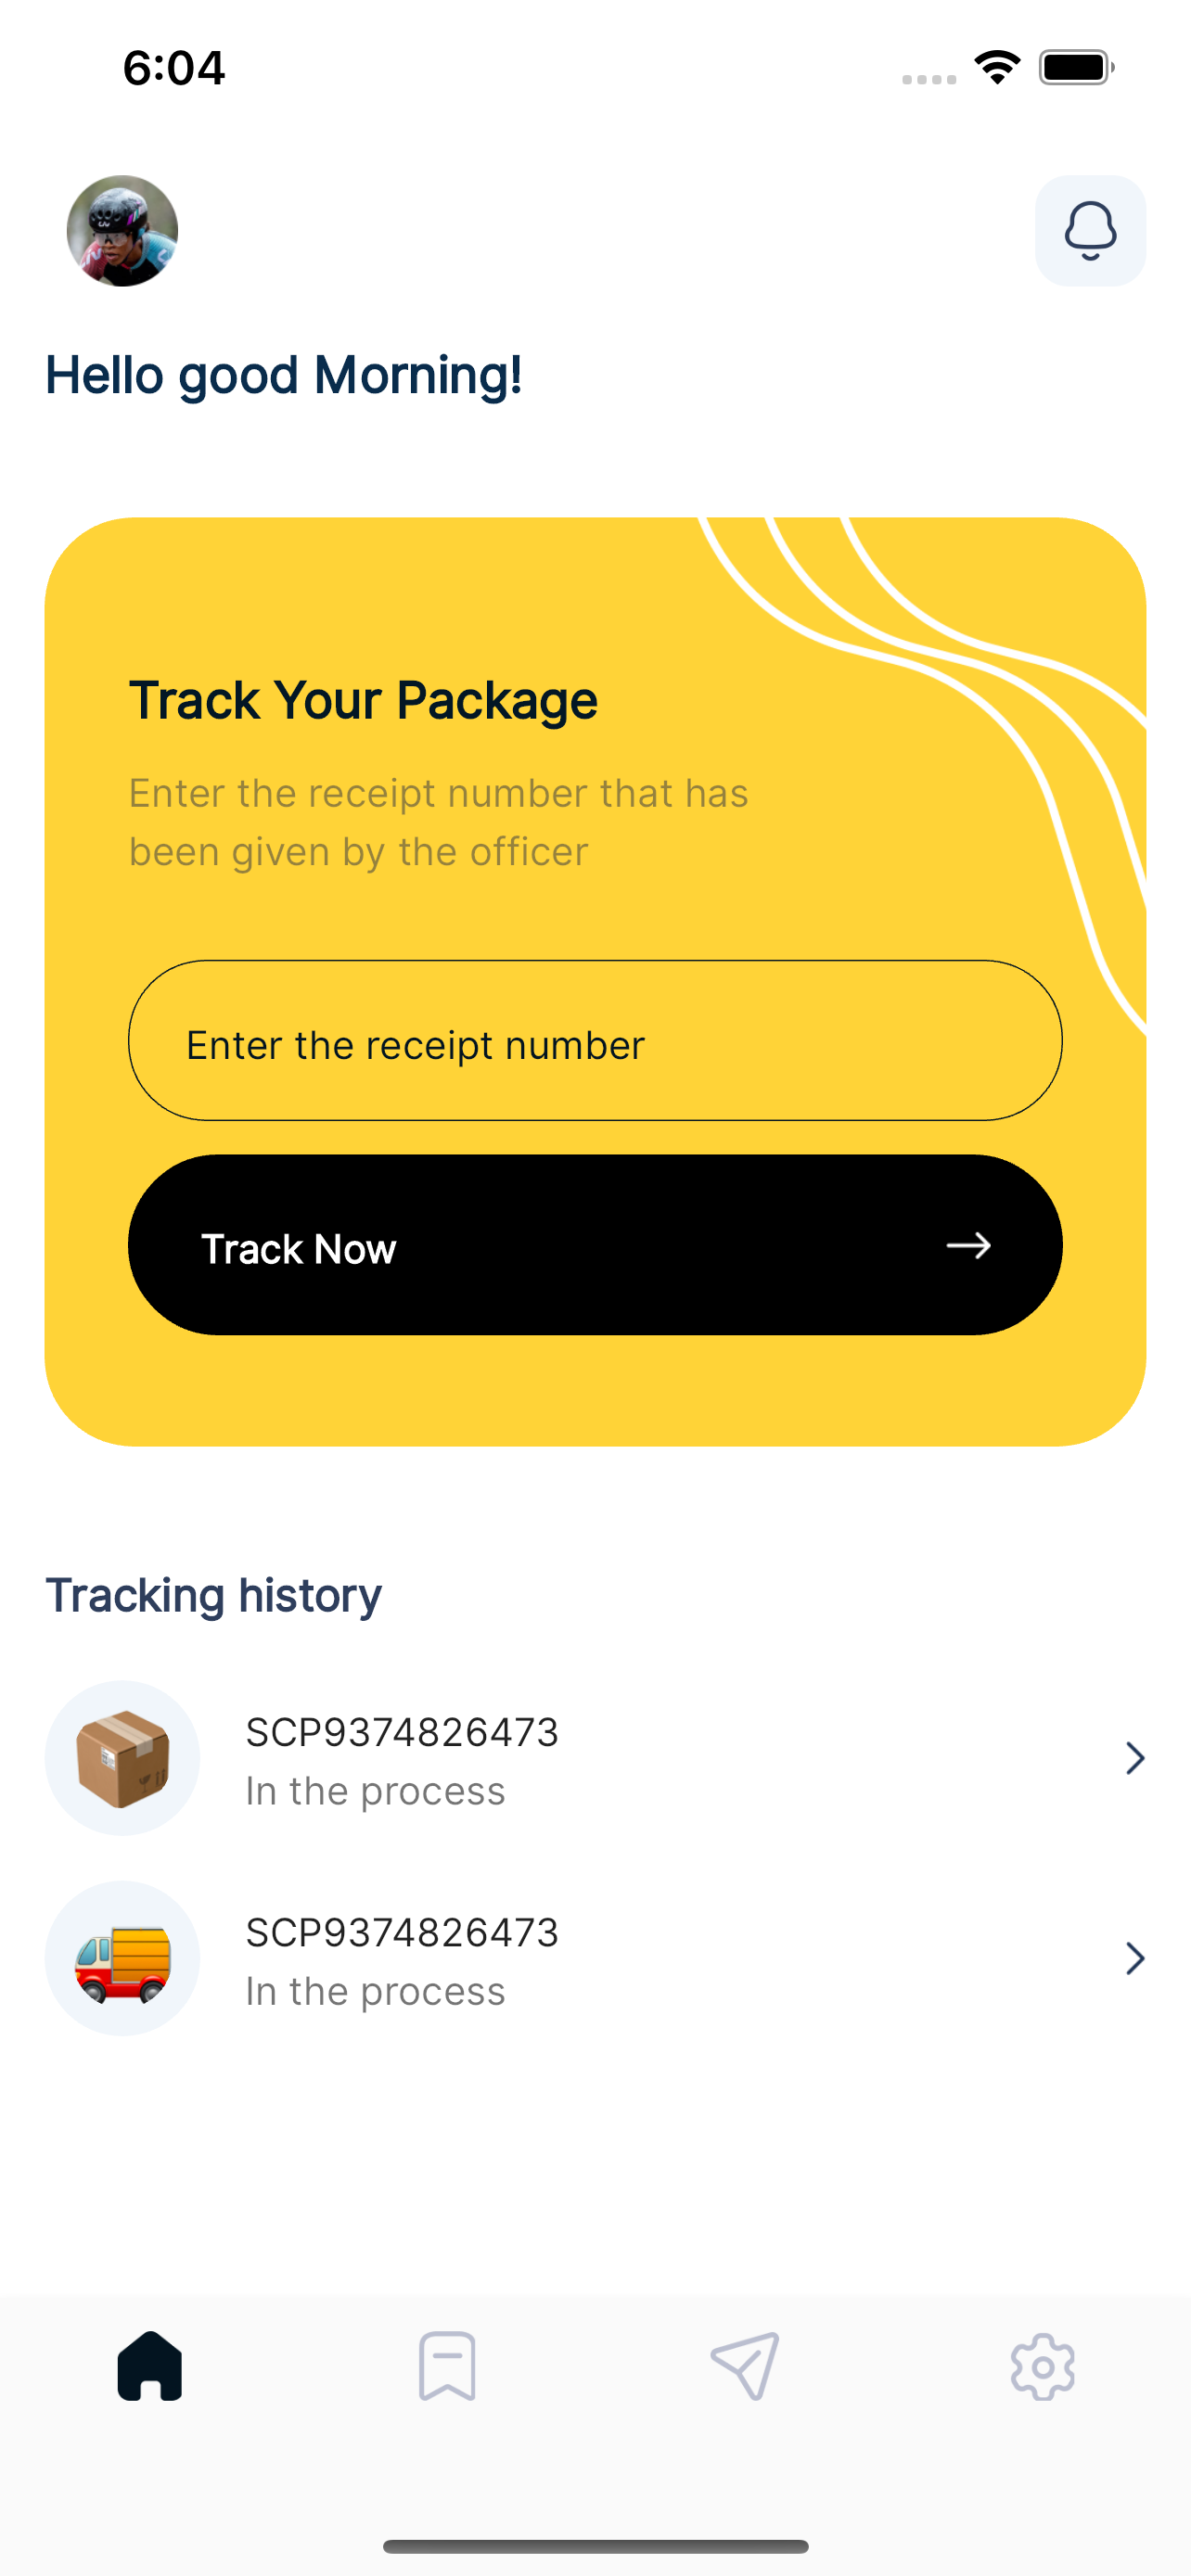 6:04
Hello good Morning!
Track Your Package
Enter the receipt number that has
been given by the officer
Enter the receipt number
Track Now
Tracking history
SCP9374826473
In the process
SCP9374826473
In the process